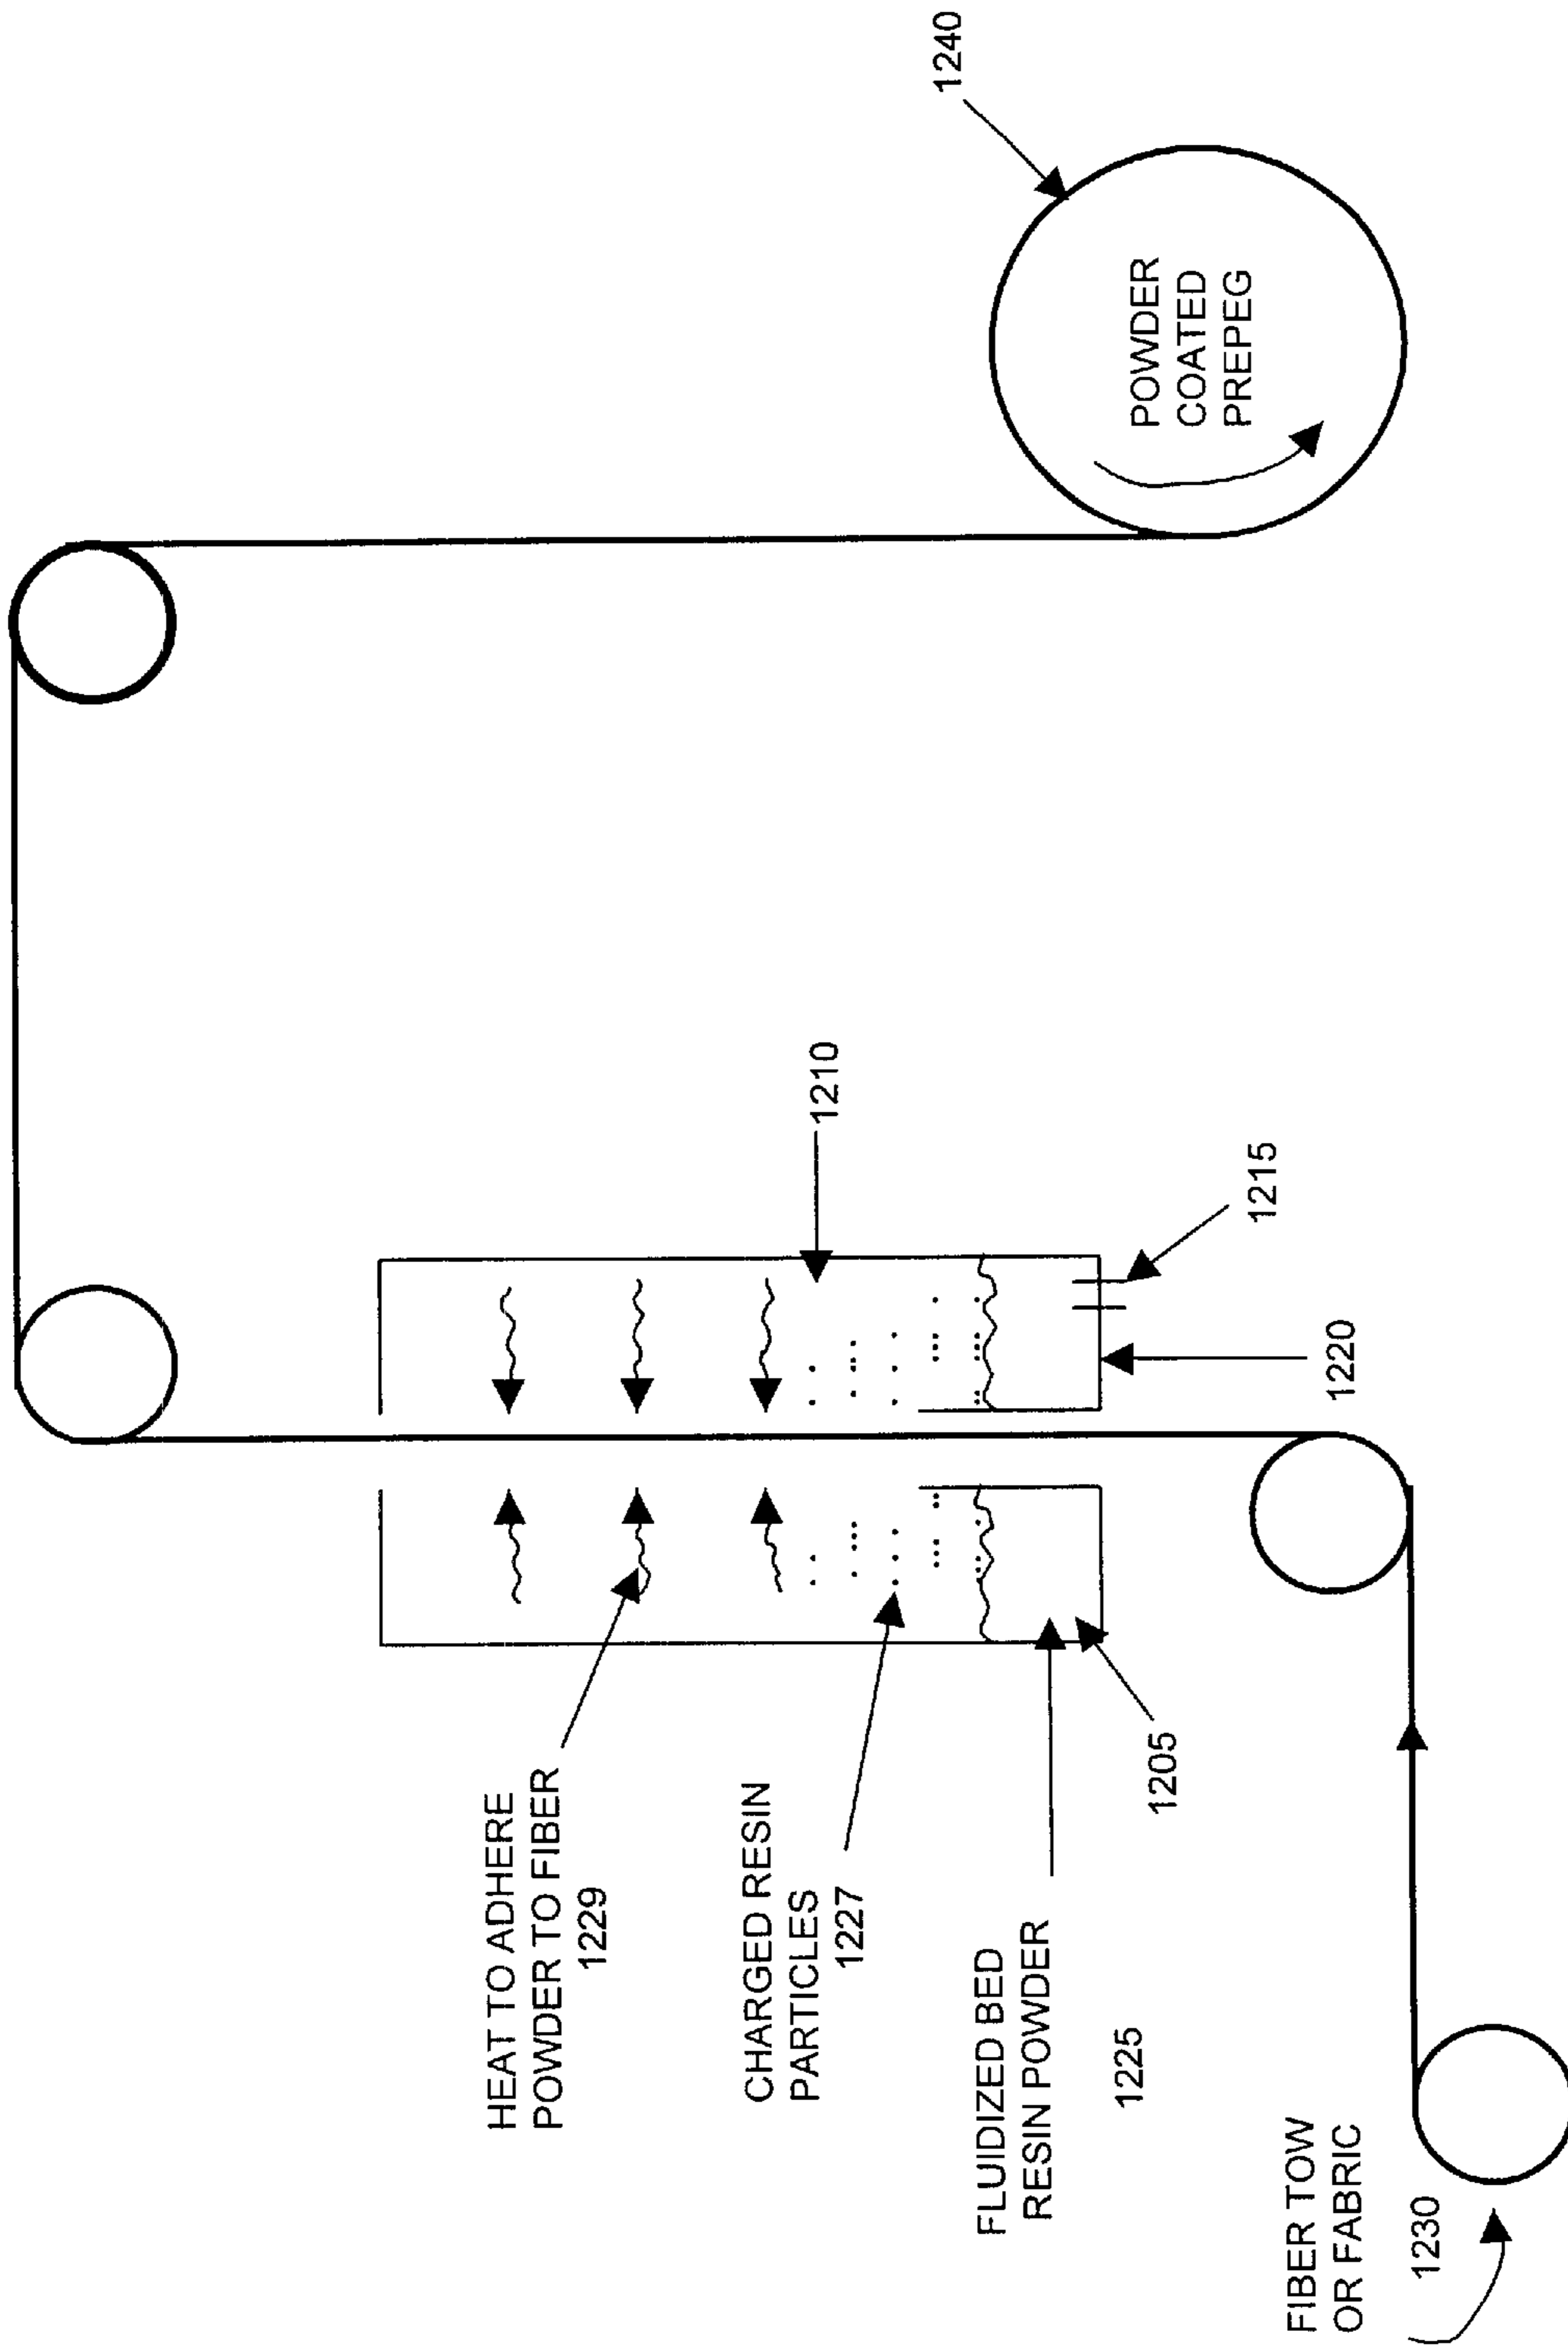 HEAT TO ADHERE
POWDER TO FIBER
1229
CHARGED RESIN
PARTICLES
1227
FLUIDIZED BED
RESIN POWDER
1225
1205
FIBER TOW
OR FABRIC
1230
1210
1215
1220
1240
POWDER
COATED
PREPEG